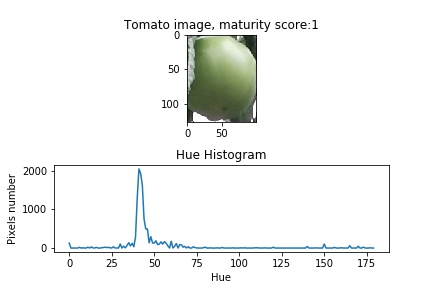 Tomato image, maturity score:1
0
50
100
0 50
Hue Histogram
2000
1000
0
Pixels number
0 25 50 75 100 125 150 175
Hue